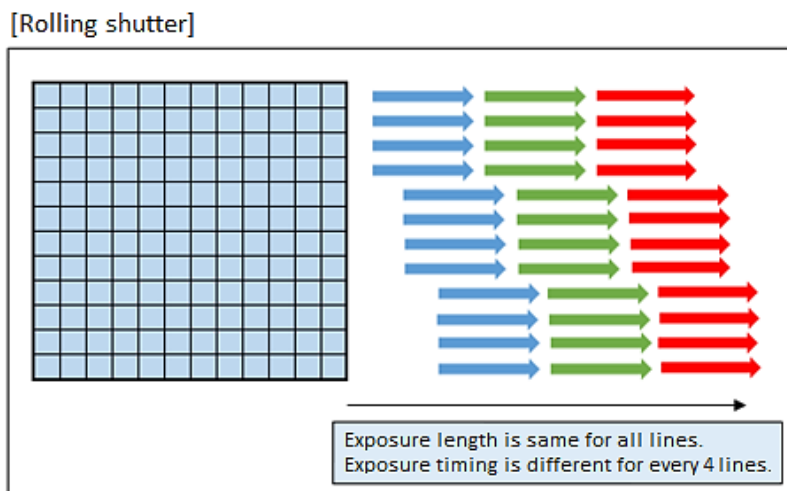 [Rolling shutter]
Exposure length is same for all lines.
Exposure timing is different for every 4 lines.